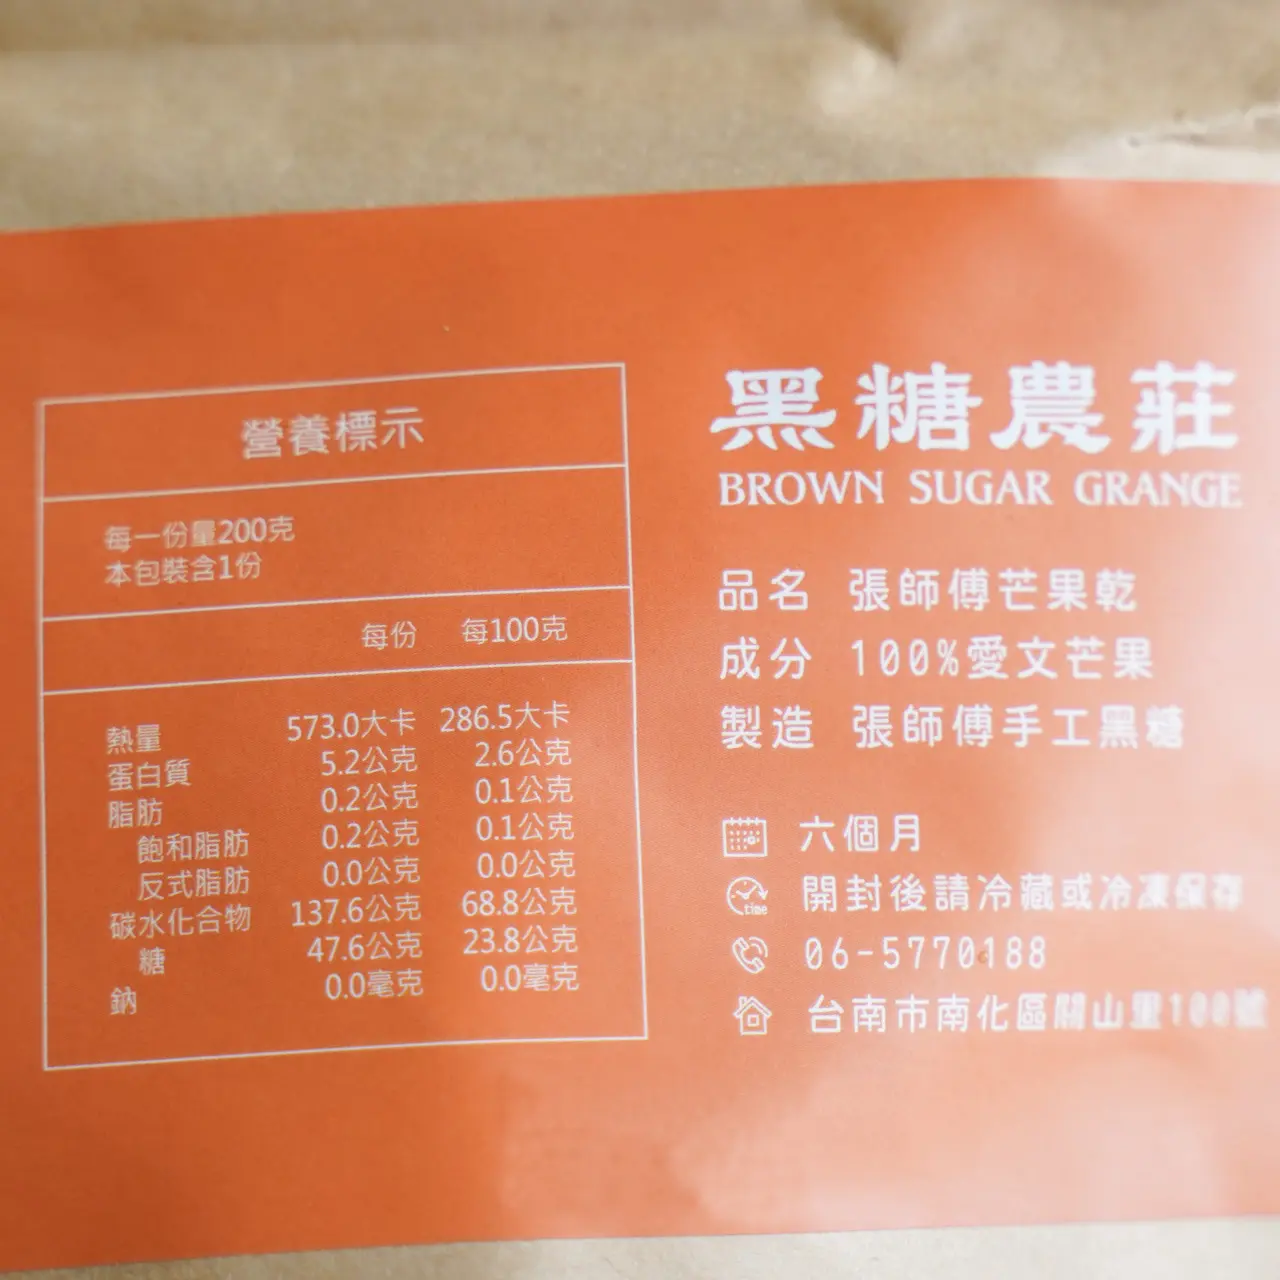 營養標示
每一份量200克
本包裝含1份
每份 每100克
熱量 573.0大卡 286.5大卡
蛋白質 5.2公克 2.6公克
脂肪 0.2公克 0.1公克
飽和脂肪 0.2公克 0.1公克
反式脂肪 0.0公克 0.0公克
碳水化合物 137.6公克 68.8公克
糖 47.6公克 23.8公克
鈉 0.0毫克 0.0毫克
黑糖農莊
BROWN SUGAR GRANGE
品名 張師傅芒果乾
成分 100%愛文芒果
製造 張師傅手工黑糖
六個月
time
開封後請冷藏或冷凍保存
06-5770188
台南市南化區關山里100號